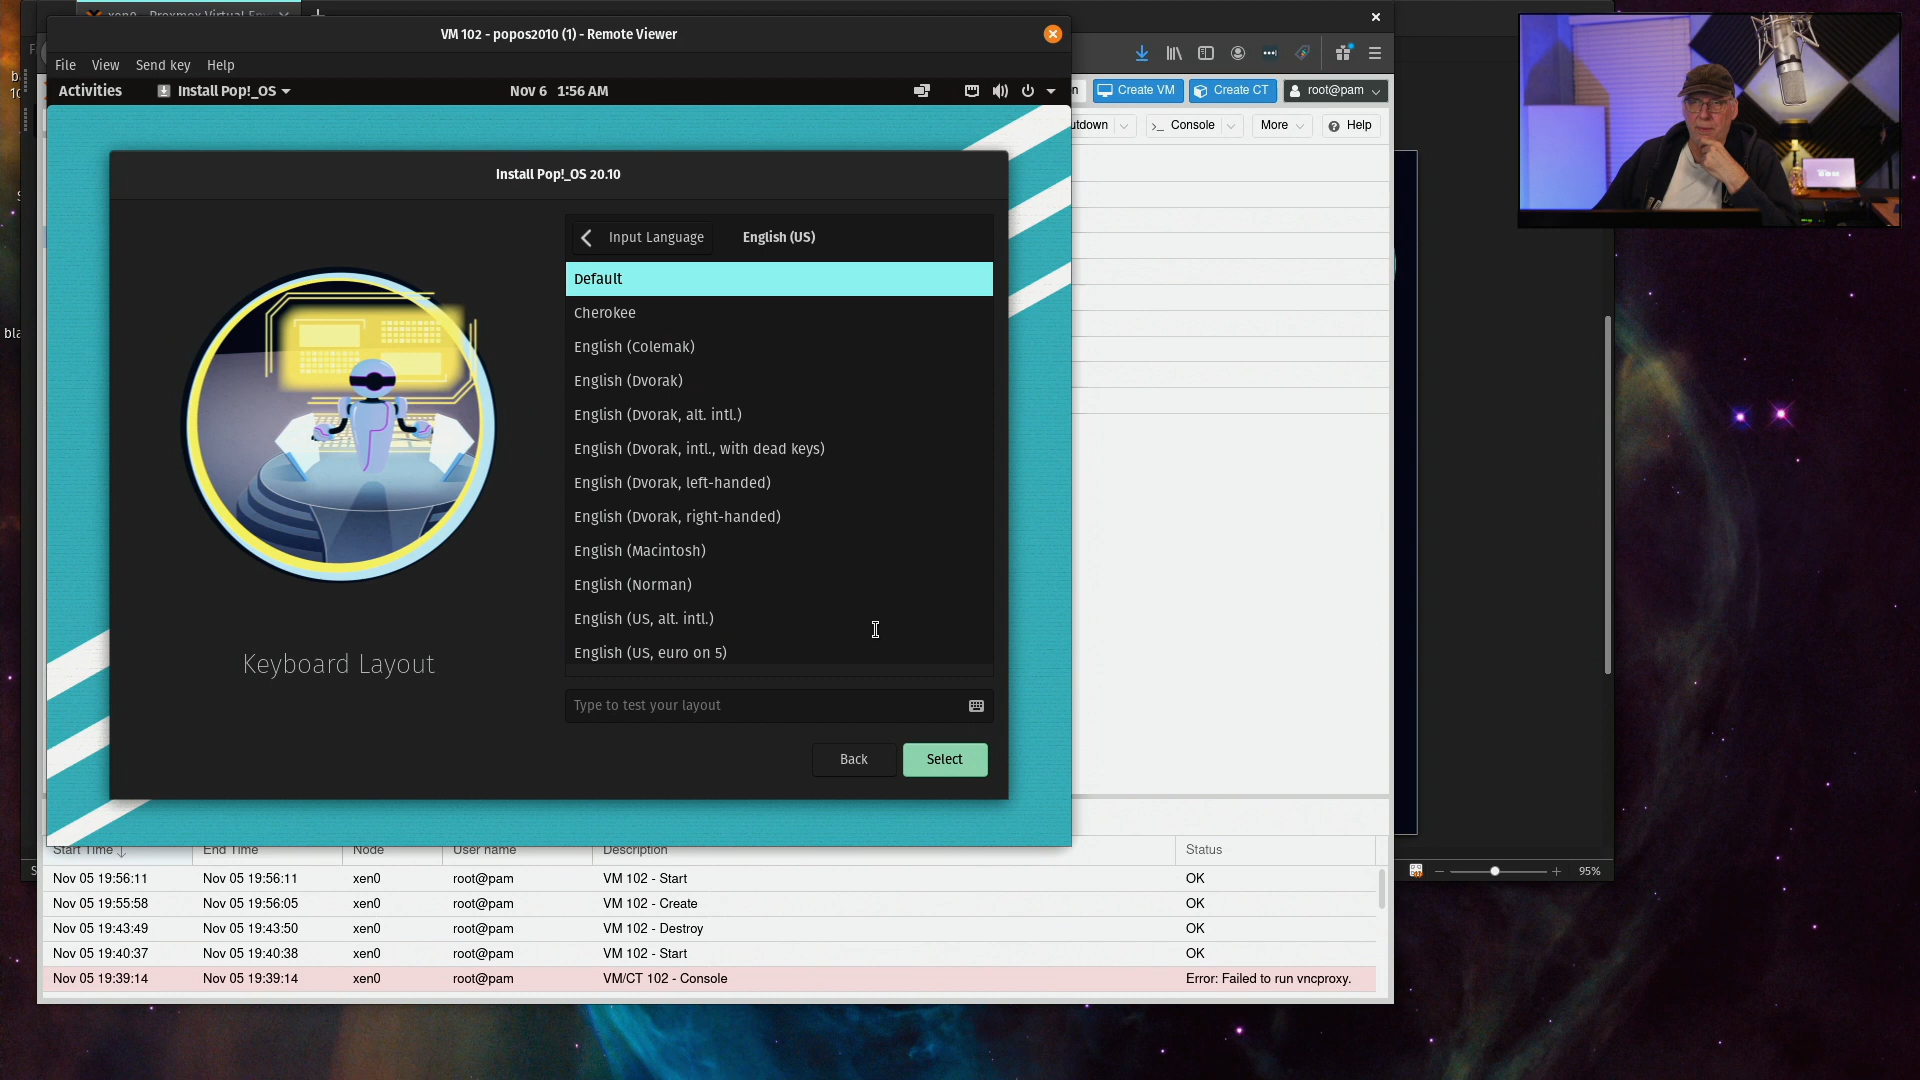 VM 102 - popos2010 (1) - Remote Viewer
File View Send key Help
Activities Install Pop!_OS Nov 6 1:56 AM
Create VM Create CT root@pam
utdown Console More Help
Install Pop!_OS 20.10
Input Language English (US)
Default
Cherokee
English (Colemak)
English (Dvorak)
English (Dvorak, alt. intl.)
English (Dvorak, intl., with dead keys)
English (Dvorak, left-handed)
English (Dvorak, right-handed)
English (Macintosh)
English (Norman)
English (US, alt. intl.)
English (US, euro on 5)
Keyboard Layout
Type to test your layout
Back Select
Start Time End Time Node User name Description Status
Nov 05 19:56:11 Nov 05 19:56:11 xen0 root@pam VM 102 - Start OK
Nov 05 19:55:58 Nov 05 19:56:05 xen0 root@pam VM 102 - Create OK
Nov 05 19:43:49 Nov 05 19:43:50 xen0 root@pam VM 102 - Destroy OK
Nov 05 19:40:37 Nov 05 19:40:38 xen0 root@pam VM 102 - Start OK
Nov 05 19:39:14 Nov 05 19:39:14 xen0 root@pam VM/CT 102 - Console Error: Failed to run vncproxy.
95%